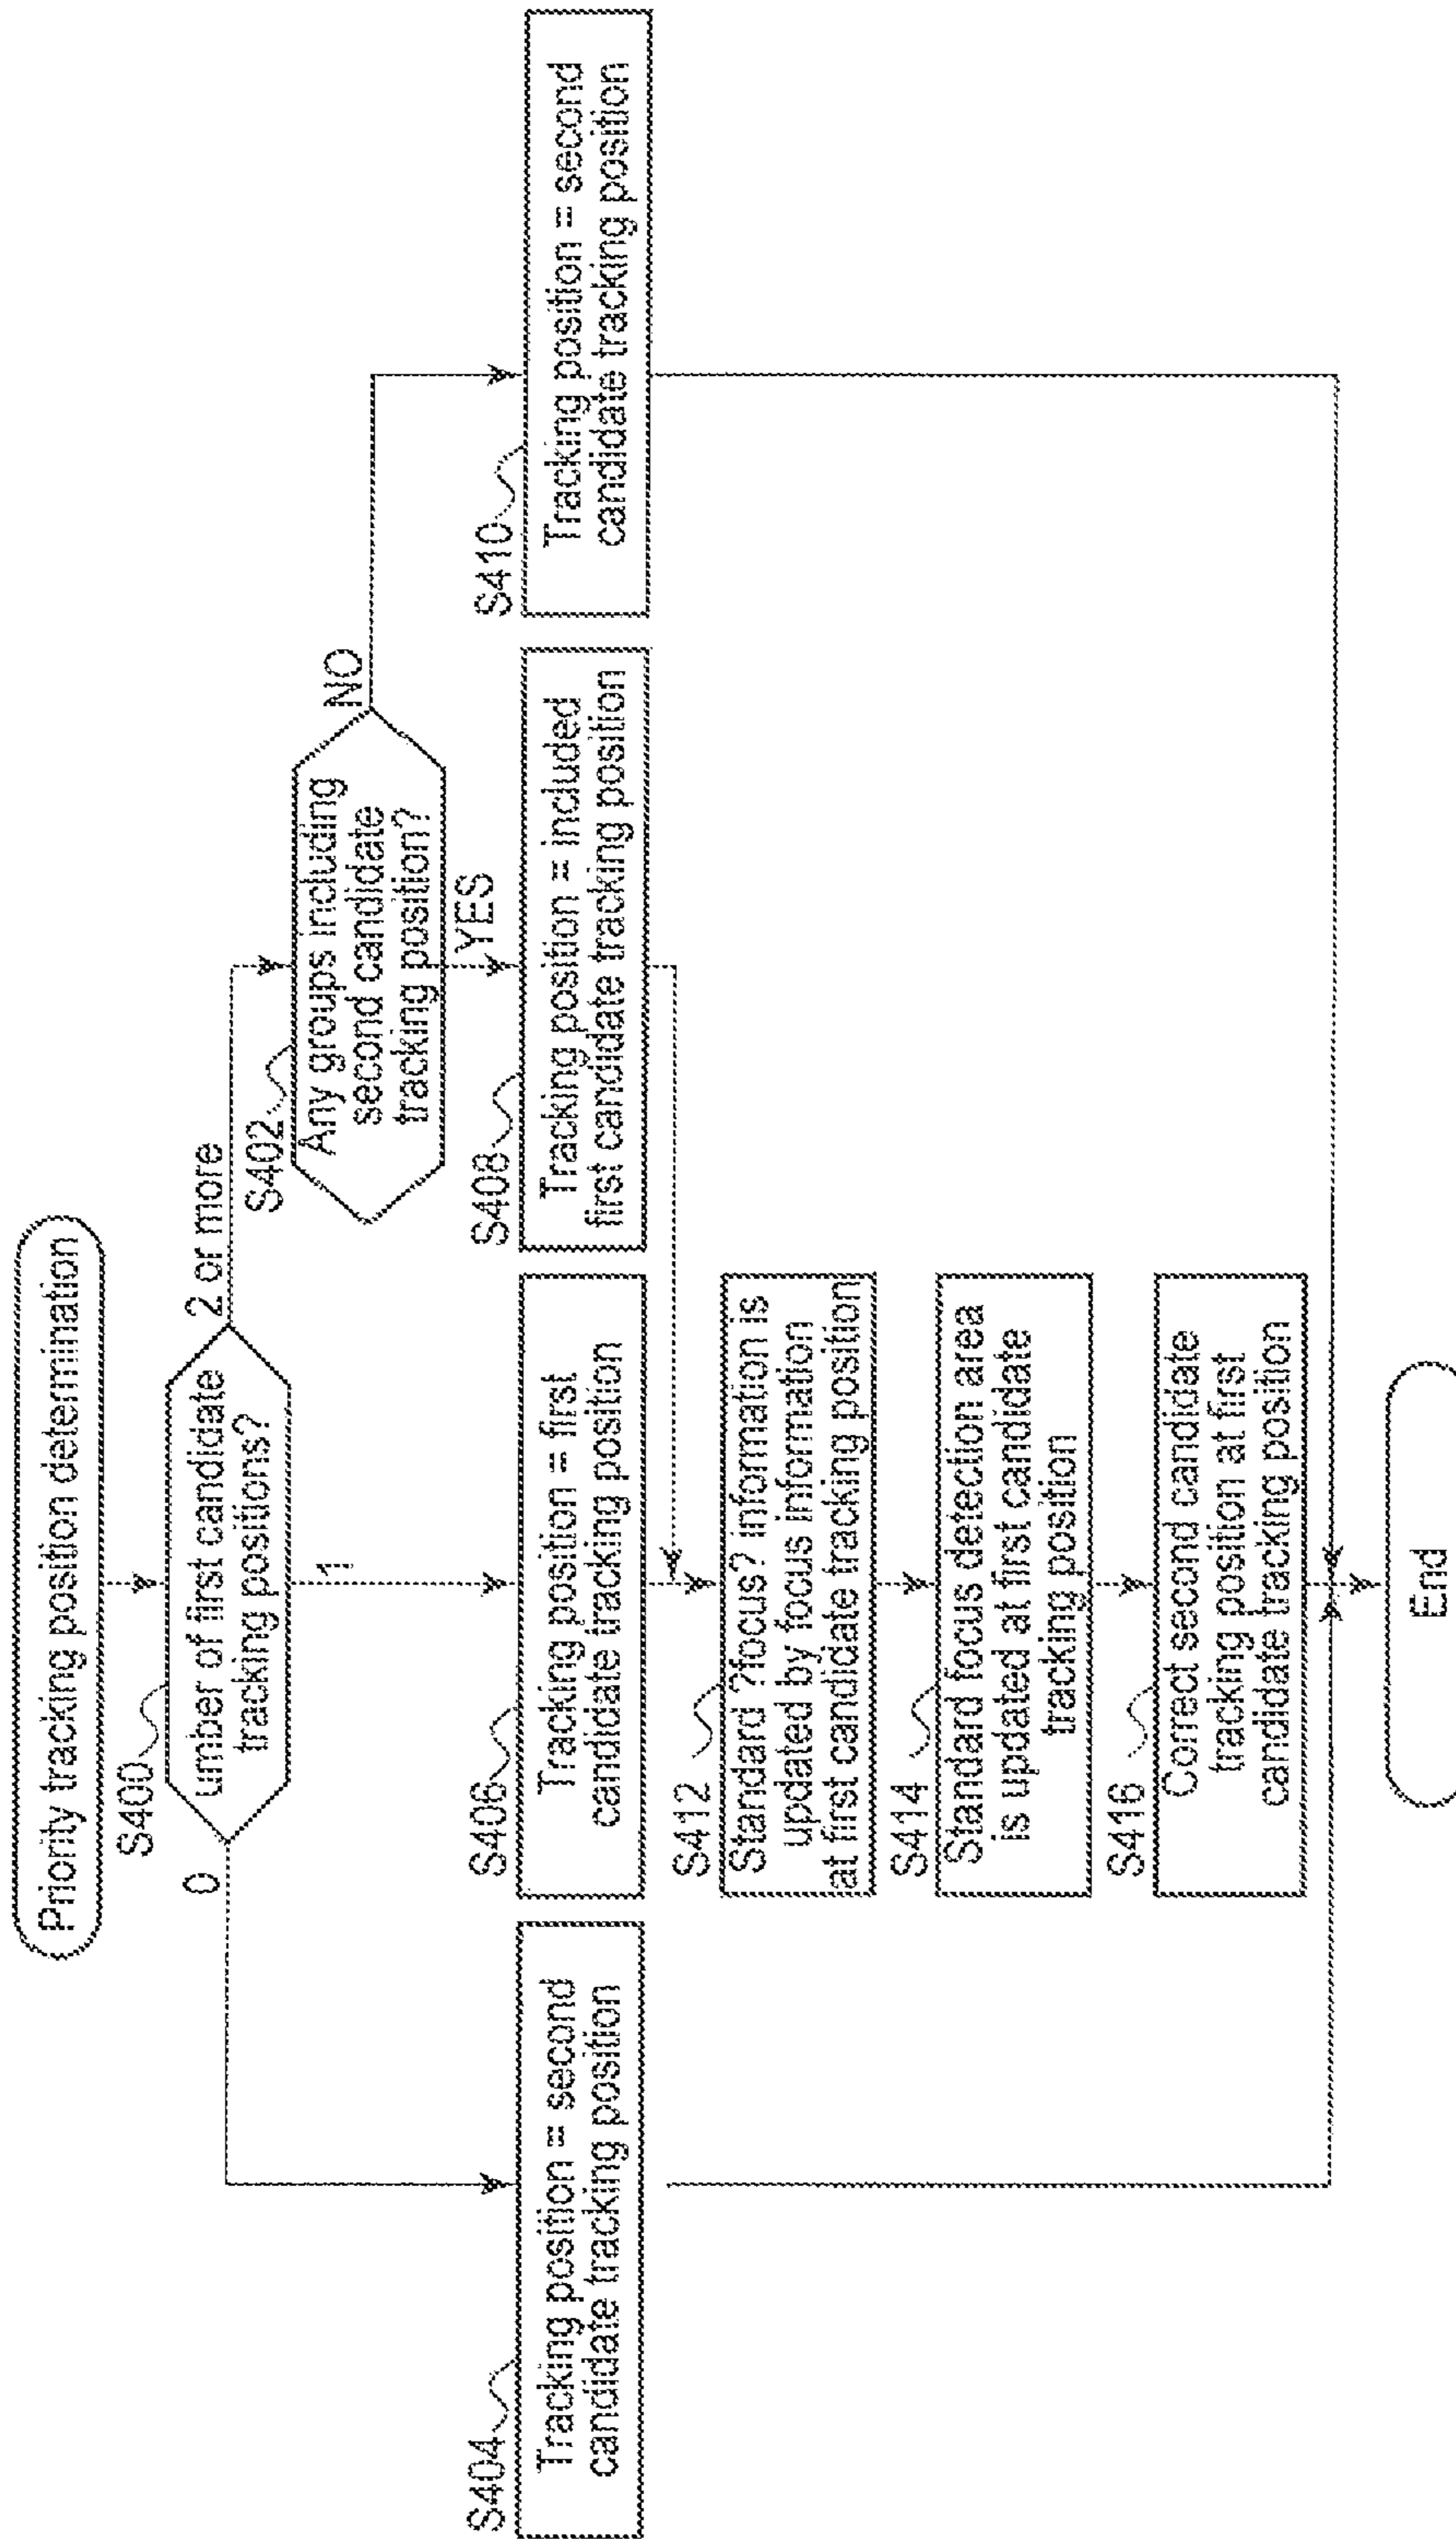 Priority tracking position determination
S400
umber of first candidate
tracking positions?
0
1
2 or more
S402
Any groups including
second candidate
tracking position?
NO
YES
S404
Tracking position = second
candidate tracking position
S406
Tracking position = first
candidate tracking position
S408
Tracking position = included
first candidate tracking position
S410
Tracking position = second
candidate tracking position
S412
Standard ?focus? information is
updated by focus information
at first candidate tracking position
S414
Standard focus detection area
is updated at first candidate
tracking position
S416
Correct second candidate
tracking position at first
candidate tracking position
End